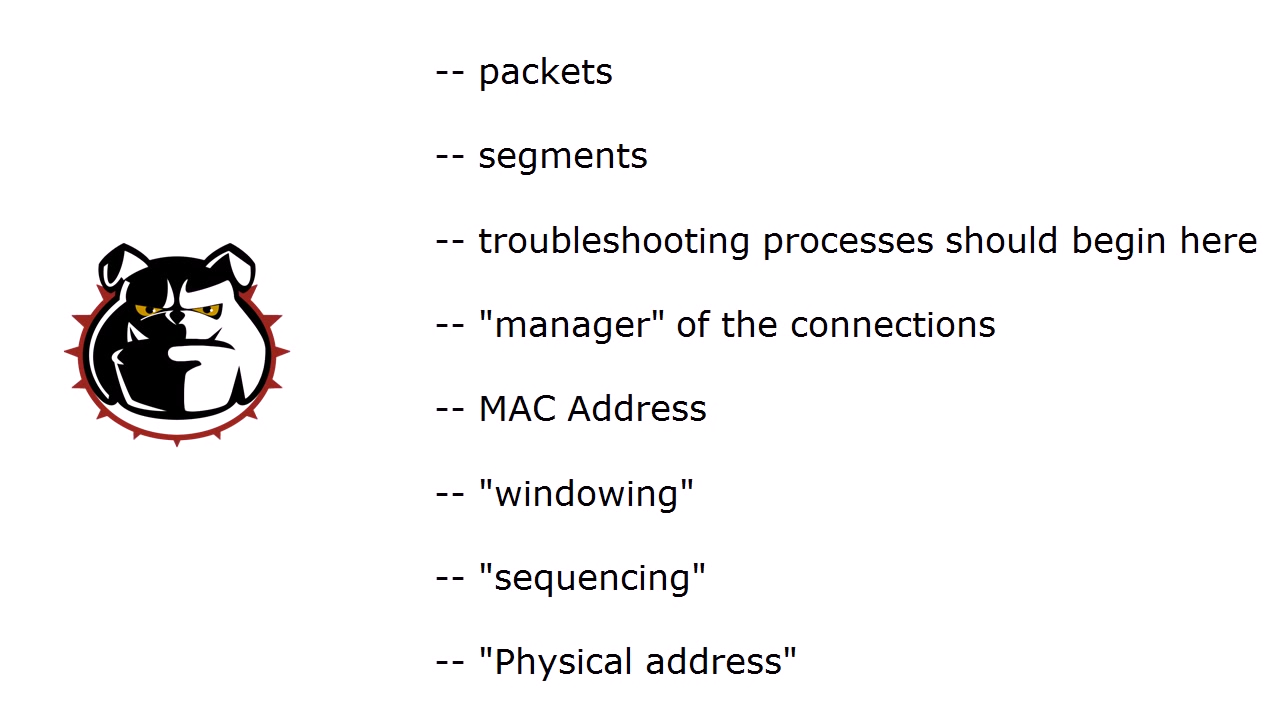 -- packets
-- segments
-- troubleshooting processes should begin here
-- "manager" of the connections
-- MAC Address
-- "windowing"
-- "sequencing"
-- "Physical address"